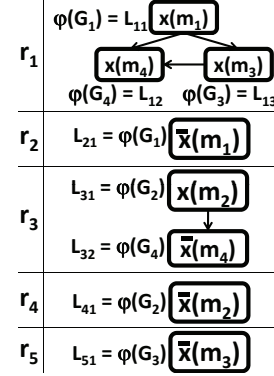 φ(G₁) = L₁₁ x(m₁)
r₁ x(m₄) x(m₃)
φ(G₄) = L₁₂ φ(G₃) = L₁₃
r₂ L₂₁ = φ(G₁) x̅(m₁)
L₃₁ = φ(G₂) x(m₂)
r₃
L₃₂ = φ(G₄) x̅(m₄)
r₄ L₄₁ = φ(G₂) x̅(m₂)
r₅ L₅₁ = φ(G₃) x̅(m₃)